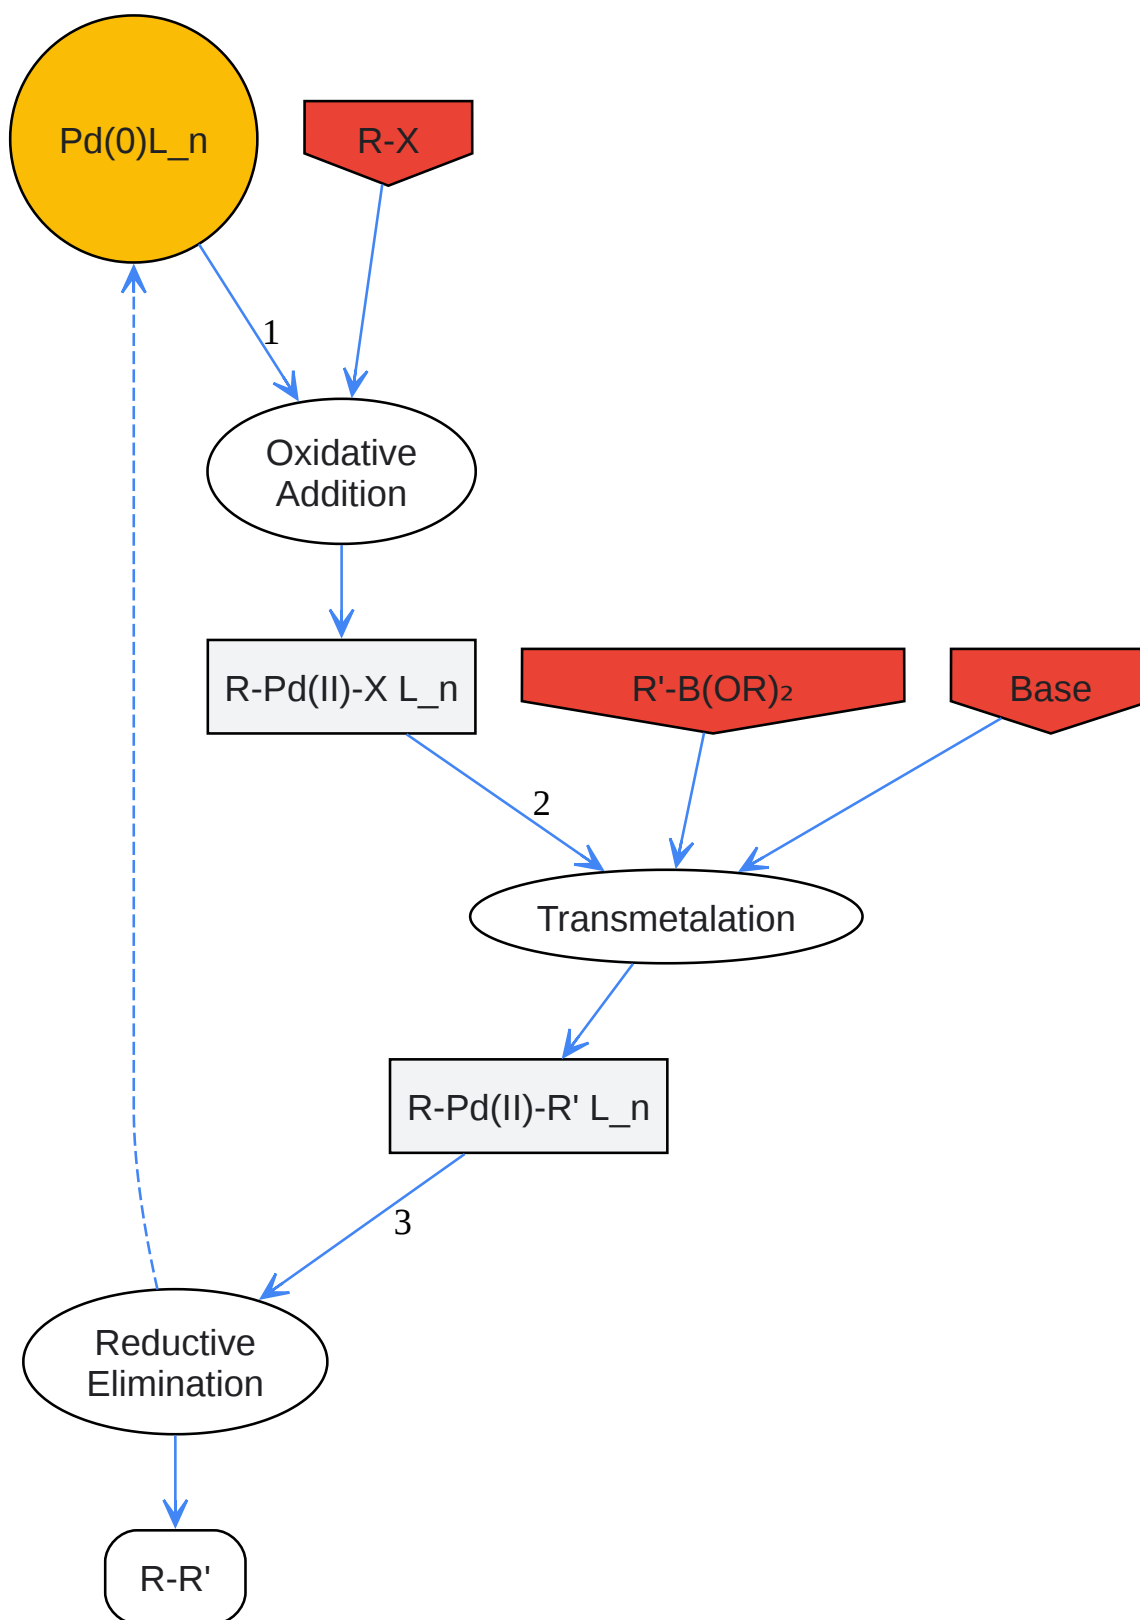 Pd(0)L_n
R-X
1
Oxidative
Addition
R-Pd(II)-X L_n
R'-B(OR)₂
Base
2
Transmetalation
R-Pd(II)-R' L_n
3
Reductive
Elimination
R-R'